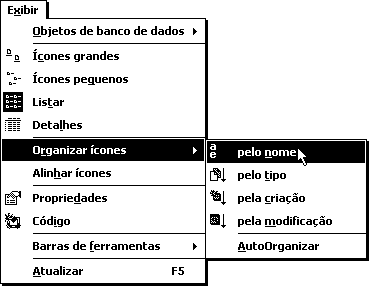 Exibir
Objetos de banco de dados
Ícones grandes
Ícones pequenos
Listar
Detalhes
Organizar ícones
Alinhar ícones
Propriedades
Código
Barras de ferramentas
Atualizar F5
a
e
pelo nome
pelo tipo
pela criação
pela modificação
AutoOrganizar